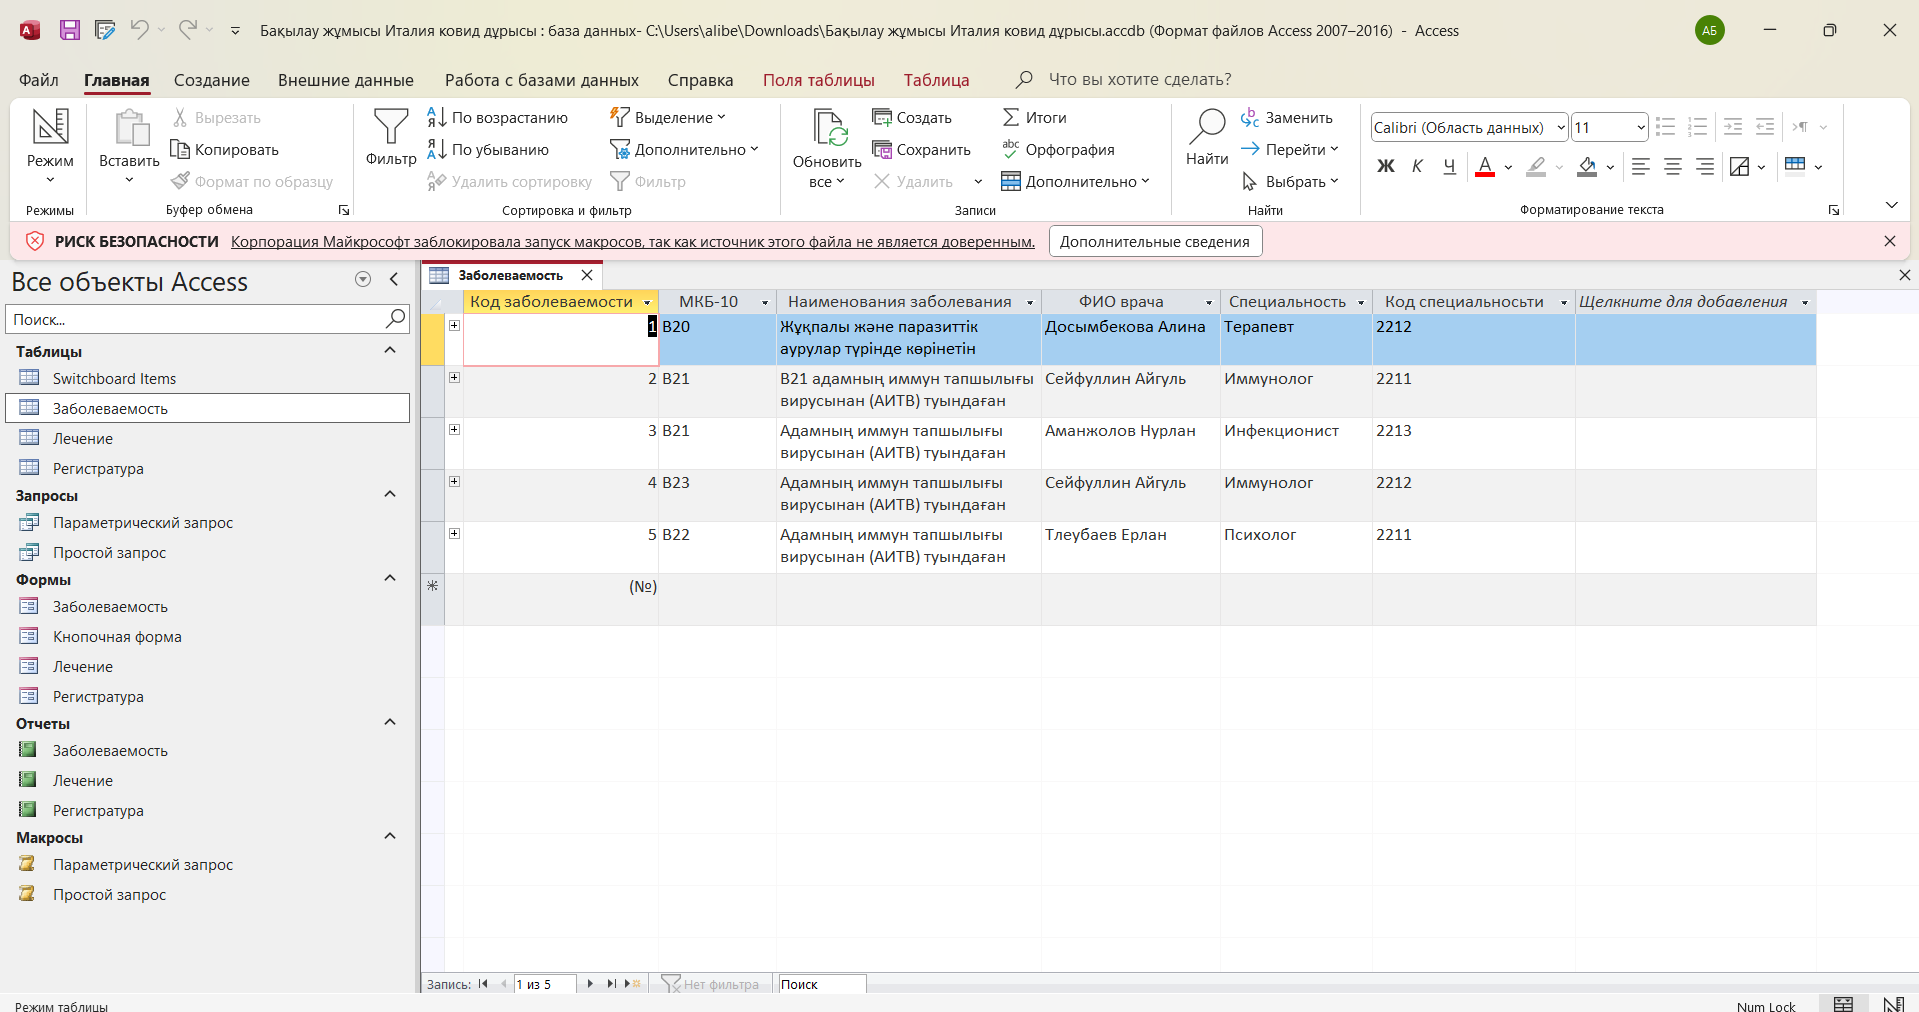 Бақылау жұмысы Италия ковид дұрысы : база данных- C:\Users\alibe\Downloads\Бақылау жұмысы Италия ковид дұрысы.accdb (Формат файлов Access 2007–2016) - Access
АБ
Файл Главная Создание Внешние данные Работа с базами данных Справка Поля таблицы Таблица Что вы хотите сделать?
Режим
Режимы
Вставить
Вырезать
Копировать
Формат по образцу
Буфер обмена
Фильтр
По возрастанию
По убыванию
Удалить сортировку
Выделение
Дополнительно
Фильтр
Сортировка и фильтр
Обновить
все
Создать
Сохранить
Удалить
Итоги
Орфография
Дополнительно
Записи
Найти
Заменить
Перейти
Выбрать
Найти
Calibri (Область данных) 11
Ж К Ч А
Форматирование текста
РИСК БЕЗОПАСНОСТИ Корпорация Майкрософт заблокировала запуск макросов, так как источник этого файла не является доверенным. Дополнительные сведения
Все объекты Access
Поиск...
Таблицы
Switchboard Items
Заболеваемость
Лечение
Регистратура
Запросы
Параметрический запрос
Простой запрос
Формы
Заболеваемость
Кнопочная форма
Лечение
Регистратура
Отчеты
Заболеваемость
Лечение
Регистратура
Макросы
Параметрический запрос
Простой запрос
Заболеваемость
Код заболеваемости МКБ-10 Наименования заболевания ФИО врача Специальность Код специальносьти Щелкните для добавления
1 B20 Жұқпалы және паразиттік Досымбекова Алина Терапевт 2212
аурулар түрінде көрінетін
2 B21 B21 адамның иммун тапшылығы Сейфуллин Айгуль Иммунолог 2211
вирусынан (АИТВ) туындаған
3 B21 Адамның иммун тапшылығы Аманжолов Нурлан Инфекционист 2213
вирусынан (АИТВ) туындаған
4 B23 Адамның иммун тапшылығы Сейфуллин Айгуль Иммунолог 2212
вирусынан (АИТВ) туындаған
5 B22 Адамның иммун тапшылығы Тлеубаев Ерлан Психолог 2211
вирусынан (АИТВ) туындаған
(№)
Запись: 1 из 5 Нет фильтра Поиск
Режим таблицы Num Lock